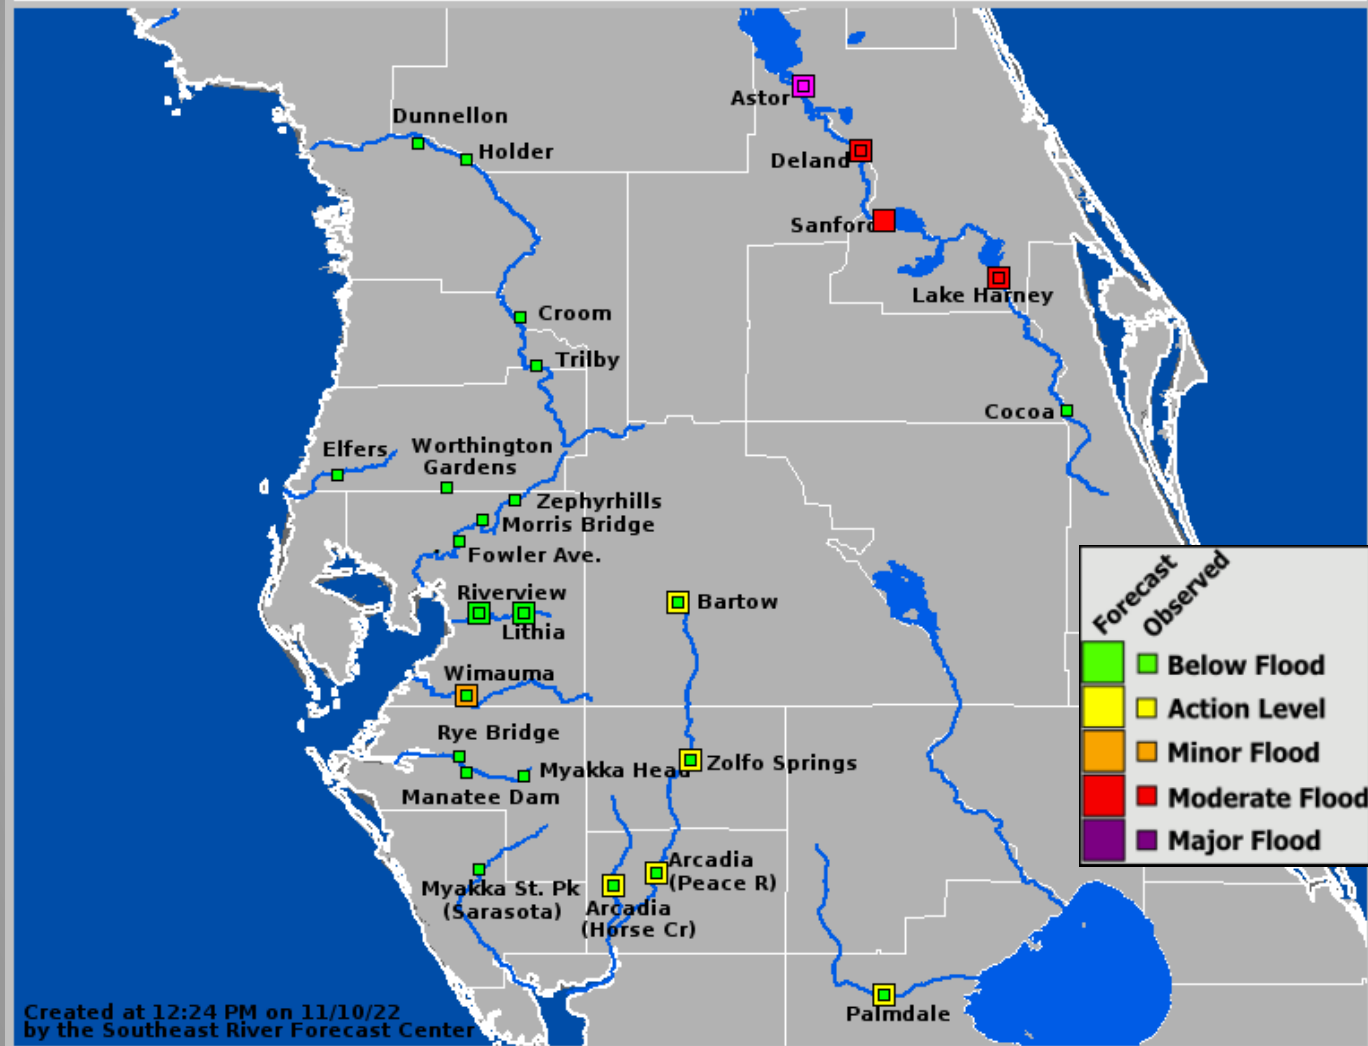 Astor
Dunnellon
Holder
Deland
Sanford
Lake Harney
Croom
Trilby
Cocoa
Elfers
Worthington
Gardens
Zephyrhills
Morris Bridge
Fowler Ave.
Riverview
Lithia
Bartow
Wimauma
Rye Bridge
Myakka Head
Zolfo Springs
Manatee Dam
Arcadia
(Peace R)
Myakka St. Pk
(Sarasota)
Arcadia
(Horse Cr)
Palmdale
Forecast
Observed
Below Flood
Action Level
Minor Flood
Moderate Flood
Major Flood
Created at 12:24 PM on 11/10/22
by the Southeast River Forecast Center